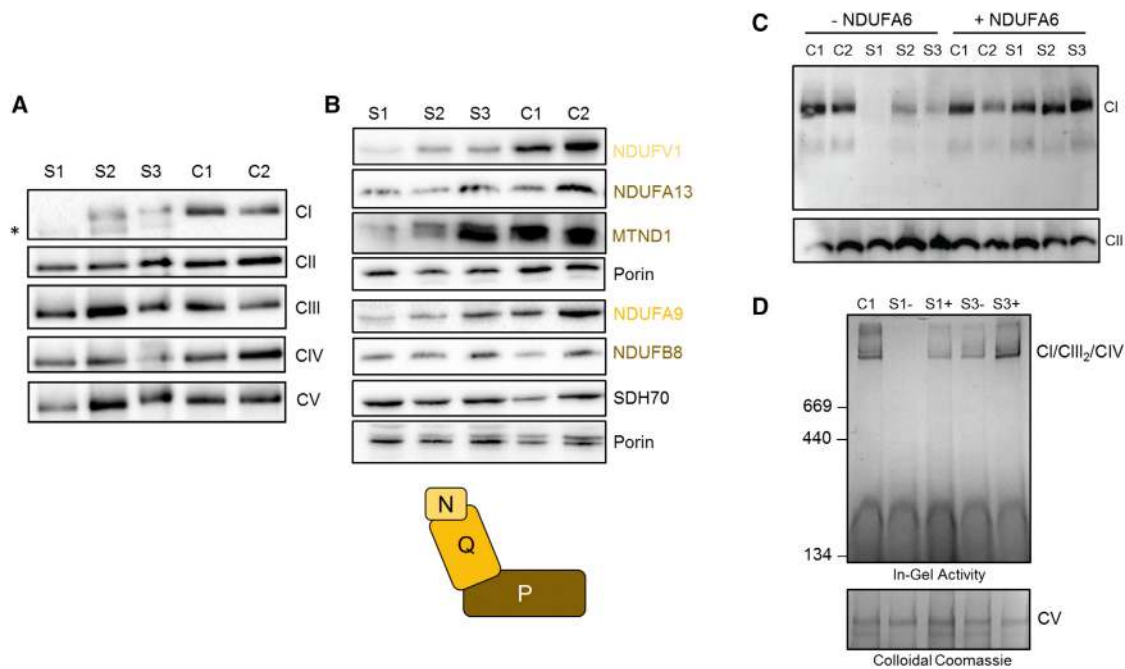 A
S1 S2 S3 C1 C2
CI
*
CII
CIII
CIV
CV
B
S1 S2 S3 C1 C2
NDUFV1
NDUFA13
MTND1
Porin
NDUFA9
NDUFB8
SDH70
Porin
N
Q
P
C
- NDUFA6 + NDUFA6
C1 C2 S1 S2 S3 C1 C2 S1 S2 S3
CI
CII
D
C1 S1- S1+ S3- S3+
CI/CIII₂/CIV
669
440
134
In-Gel Activity
CV
Colloidal Coomassie